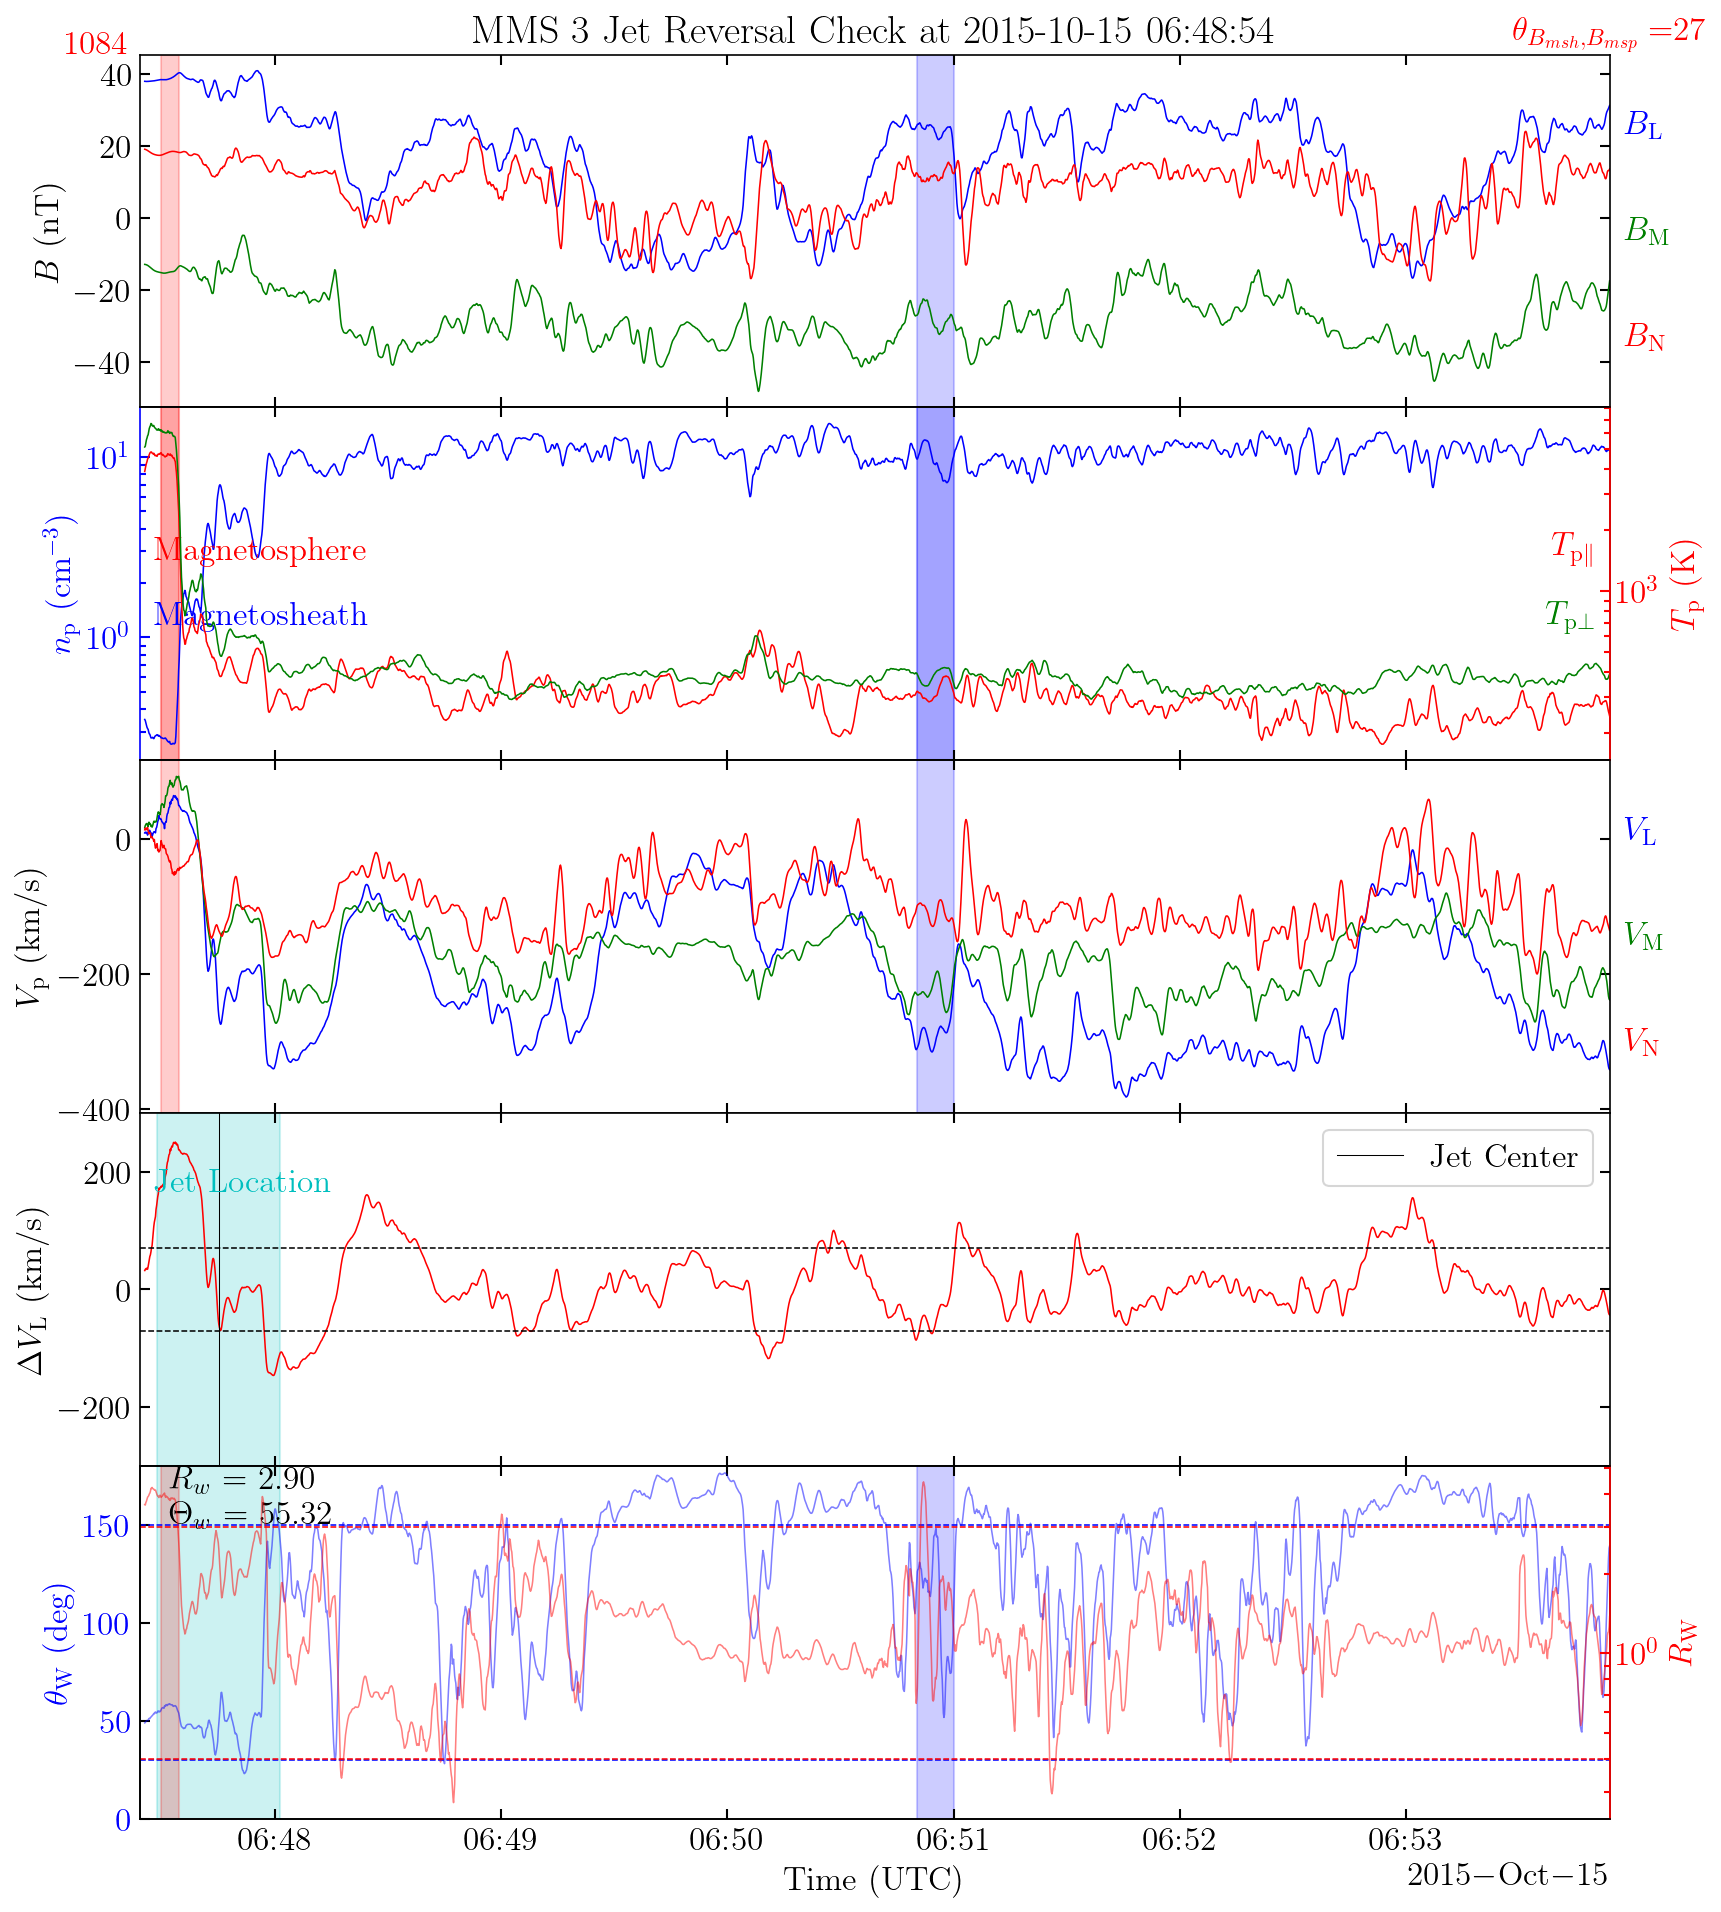 MMS 3 Jet Reversal Check at 2015-10-15 06:48:54
1084
θ_{B_{msh},B_{msp}} =27
B (nT)
40
20
0
−20
−40
B_L
B_M
B_N
n_p (cm^{−3})
10^1
10^0
Magnetosphere
Magnetosheath
T_{p∥}
T_{p⊥}
10^3
T_p (K)
V_p (km/s)
0
−200
−400
V_L
V_M
V_N
ΔV_L (km/s)
200
0
−200
Jet Location
Jet Center
R_w = 2.90
Θ_w = 55.32
θ_W (deg)
150
100
50
0
10^0
R_W
06:48 06:49 06:50 06:51 06:52 06:53
Time (UTC)
2015−Oct−15